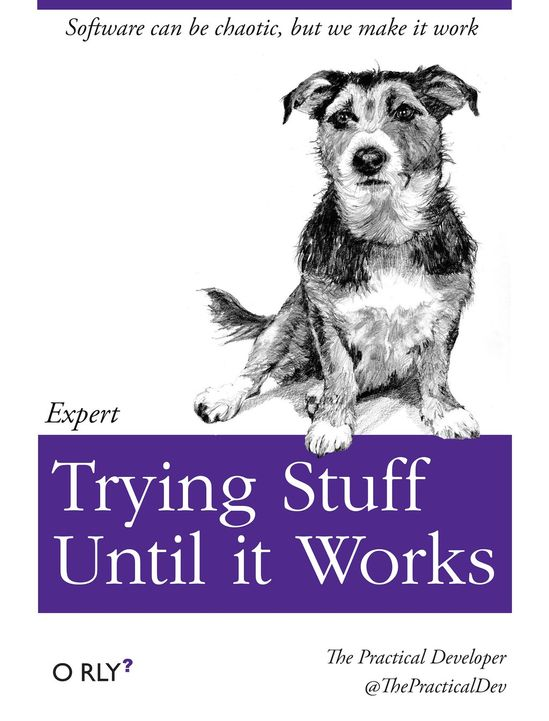 Software can be chaotic, but we make it work
Expert
Trying Stuff
Until it Works
O RLY?
The Practical Developer
@ThePracticalDev